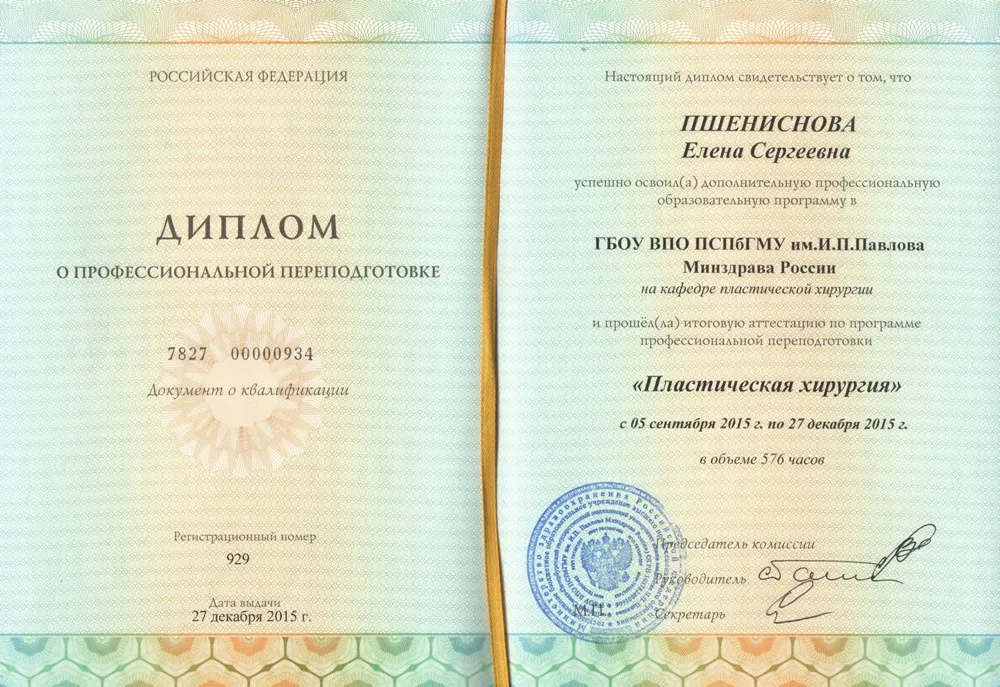 РОССИЙСКАЯ ФЕДЕРАЦИЯ
ДИПЛОМ
О ПРОФЕССИОНАЛЬНОЙ ПЕРЕПОДГОТОВКЕ
7827 00000934
Документ о квалификации
Регистрационный номер
929
Дата выдачи
27 декабря 2015 г.
Настоящий диплом свидетельствует о том, что
ПШЕНИСНОВА
Елена Сергеевна
успешно освоил(а) дополнительную профессиональную
образовательную программу в
ГБОУ ВПО ПСПбГМУ им.И.П.Павлова
Минздрава России
на кафедре пластической хирургии
и прошёл(ла) итоговую аттестацию по программе
профессиональной переподготовки
«Пластическая хирургия»
с 05 сентября 2015 г. по 27 декабря 2015 г.
в объеме 576 часов
Председатель комиссии
Руководитель
М.П.
Секретарь